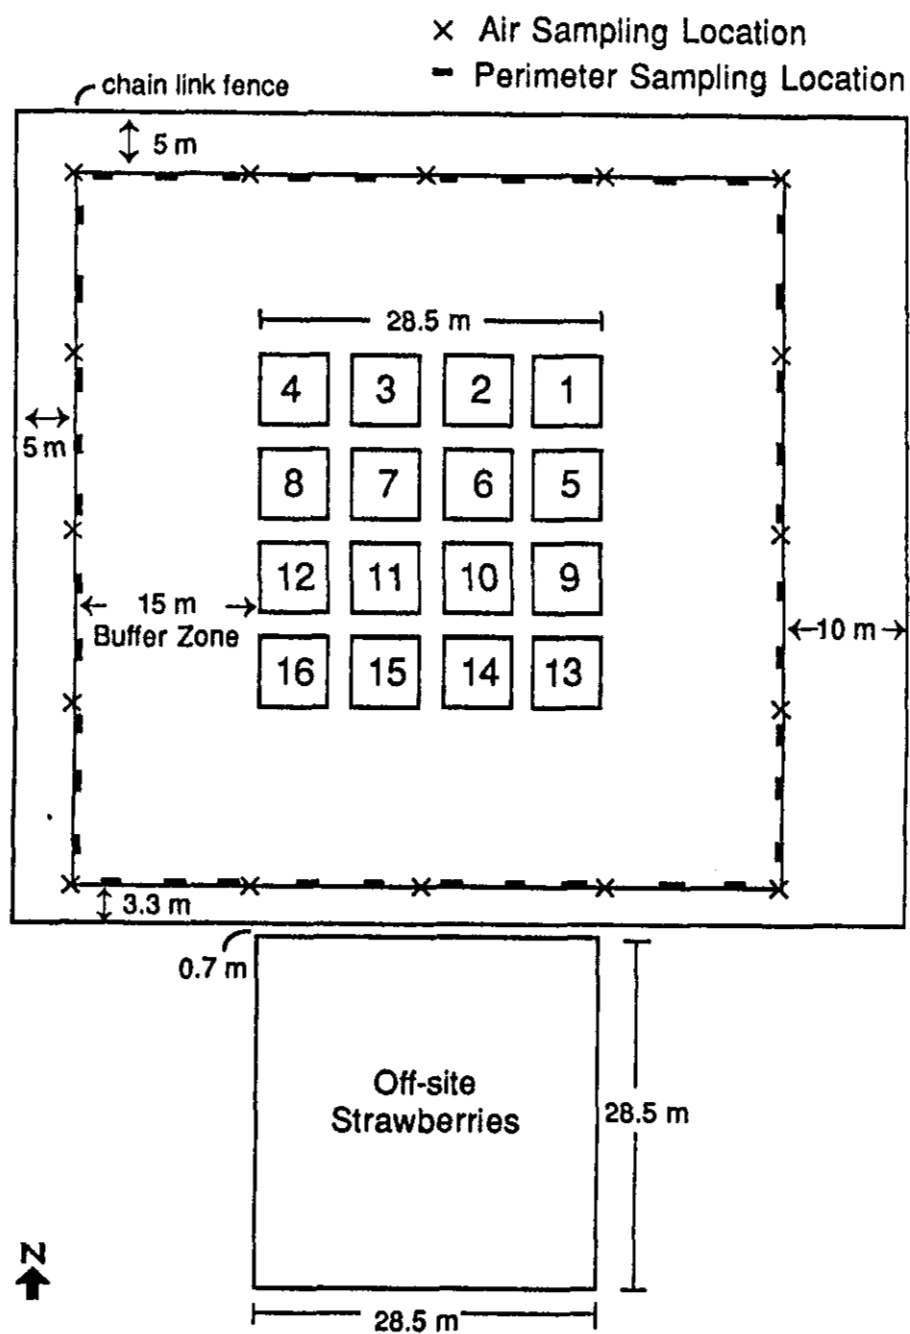 × Air Sampling Location
Perimeter Sampling Location
chain link fence
5 m
28.5 m
4 3 2 1
8 7 6 5
5 m
12 11 10 9
15 m
Buffer Zone
10 m
16 15 14 13
3.3 m
0.7 m
Off-site
Strawberries
28.5 m
N
28.5 m